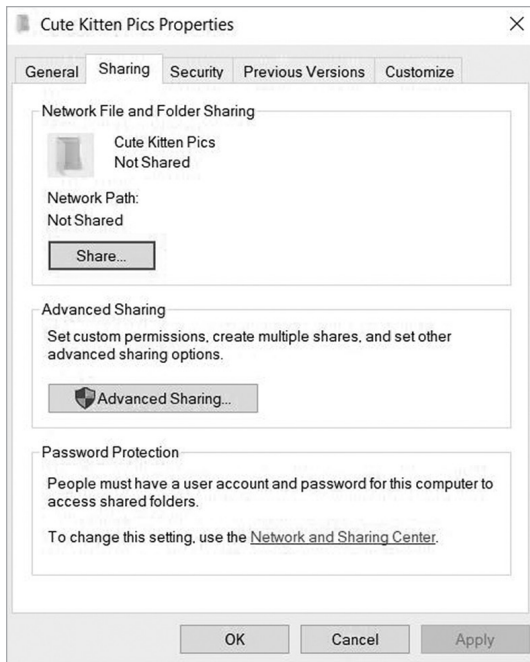 Cute Kitten Pics Properties
General Sharing Security Previous Versions Customize
Network File and Folder Sharing
Cute Kitten Pics
Not Shared
Network Path:
Not Shared
Share...
Advanced Sharing
Set custom permissions, create multiple shares, and set other
advanced sharing options.
Advanced Sharing...
Password Protection
People must have a user account and password for this computer to
access shared folders.
To change this setting, use the Network and Sharing Center.
OK Cancel Apply